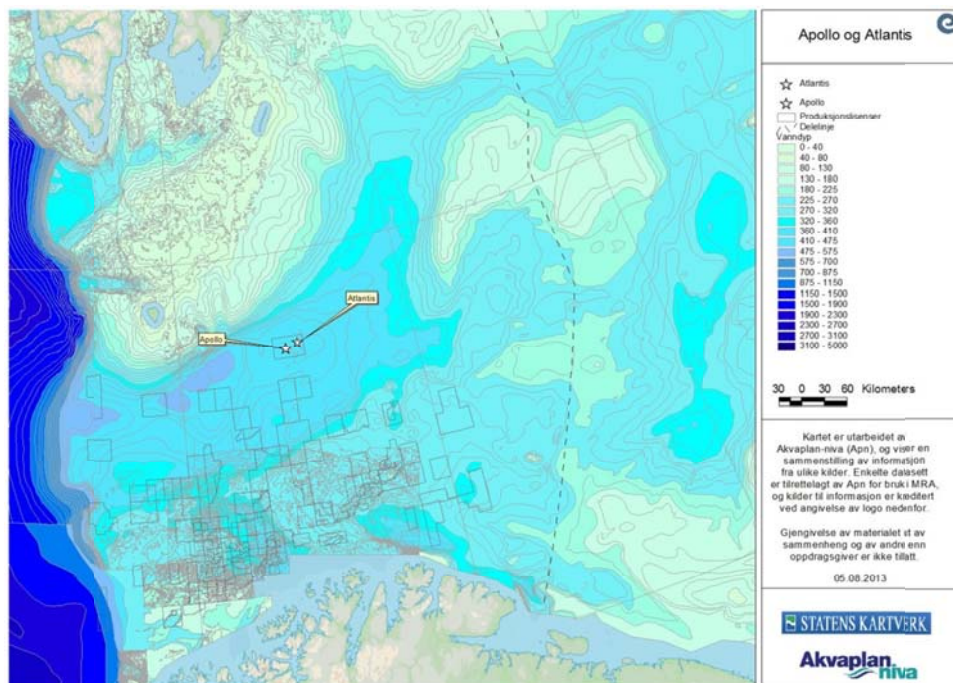 Apollo og Atlantis
Atlantis
Apollo
Produksjonslisenser
Delelinje
Vanndyp
0 - 40
40 - 80
80 - 130
130 - 180
180 - 225
225 - 270
270 - 320
320 - 360
360 - 410
410 - 475
475 - 575
575 - 700
700 - 875
875 - 1150
1150 - 1500
1500 - 1900
1900 - 2300
2300 - 2700
2700 - 3100
3100 - 5000
30 0 30 60 Kilometers
Kartet er utarbeidet av
Akvaplan-niva (Apn), og viser en
sammenstilling av informasjon
fra ulike kilder. Enkelte datasett
er tilrettelagt av Apn for bruk i MRA,
og kilder til informasjon er kreditert
ved angivelse av logo nedenfor.
Gjengivelse av materialet ut av
sammenheng og av andre enn
oppdragsgiver er ikke tillatt.
05.08.2013
STATENS KARTVERK
Akvaplan
niva
Atlantis
Apollo